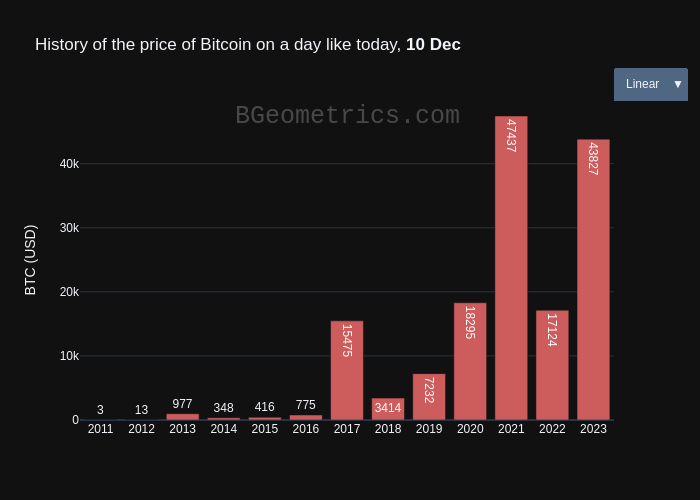 History of the price of Bitcoin on a day like today, 10 Dec
Linear ▼
BGeometrics.com
BTC (USD)
40k
30k
20k
10k
0
3
13
977
348
416
775
15475
3414
7232
18295
47437
17124
43827
2011 2012 2013 2014 2015 2016 2017 2018 2019 2020 2021 2022 2023